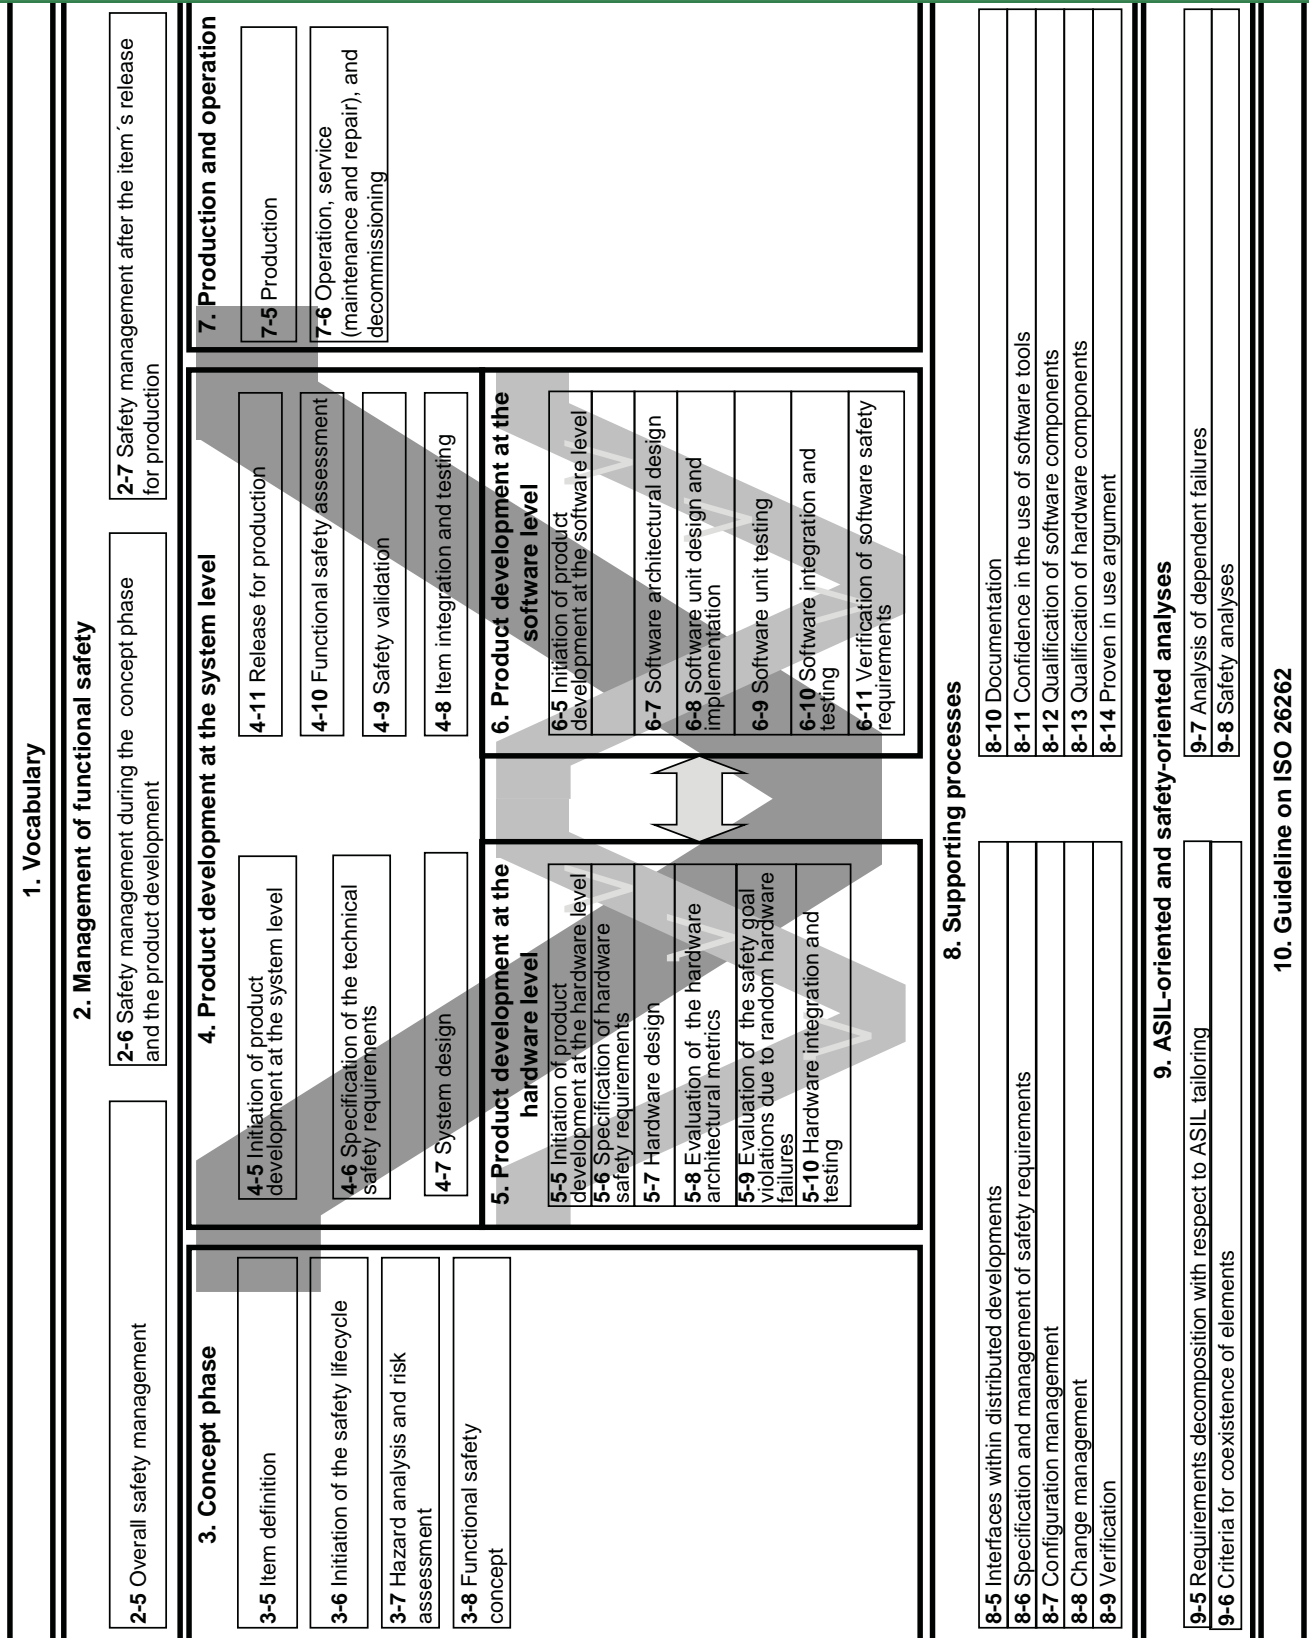 1. Vocabulary
2. Management of functional safety
2-5 Overall safety management
2-6 Safety management during the concept phase
and the product development
2-7 Safety management after the item´s release
for production
3. Concept phase
3-5 Item definition
3-6 Initiation of the safety lifecycle
3-7 Hazard analysis and risk
assessment
3-8 Functional safety
concept
4. Product development at the system level
4-5 Initiation of product
development at the system level
4-6 Specification of the technical
safety requirements
4-7 System design
4-11 Release for production
4-10 Functional safety assessment
4-9 Safety validation
4-8 Item integration and testing
7. Production and operation
7-5 Production
7-6 Operation, service
(maintenance and repair), and
decommissioning
5. Product development at the
hardware level
5-5 Initiation of product
development at the hardware level
5-6 Specification of hardware
safety requirements
5-7 Hardware design
5-8 Evaluation of the hardware
architectural metrics
5-9 Evaluation of the safety goal
violations due to random hardware
failures
5-10 Hardware integration and
testing
6. Product development at the
software level
6-5 Initiation of product
development at the software level
6-7 Software architectural design
6-8 Software unit design and
implementation
6-9 Software unit testing
6-10 Software integration and
testing
6-11 Verification of software safety
requirements
8. Supporting processes
8-5 Interfaces within distributed developments
8-6 Specification and management of safety requirements
8-7 Configuration management
8-8 Change management
8-9 Verification
8-10 Documentation
8-11 Confidence in the use of software tools
8-12 Qualification of software components
8-13 Qualification of hardware components
8-14 Proven in use argument
9. ASIL-oriented and safety-oriented analyses
9-5 Requirements decomposition with respect to ASIL tailoring
9-6 Criteria for coexistence of elements
9-7 Analysis of dependent failures
9-8 Safety analyses
10. Guideline on ISO 26262